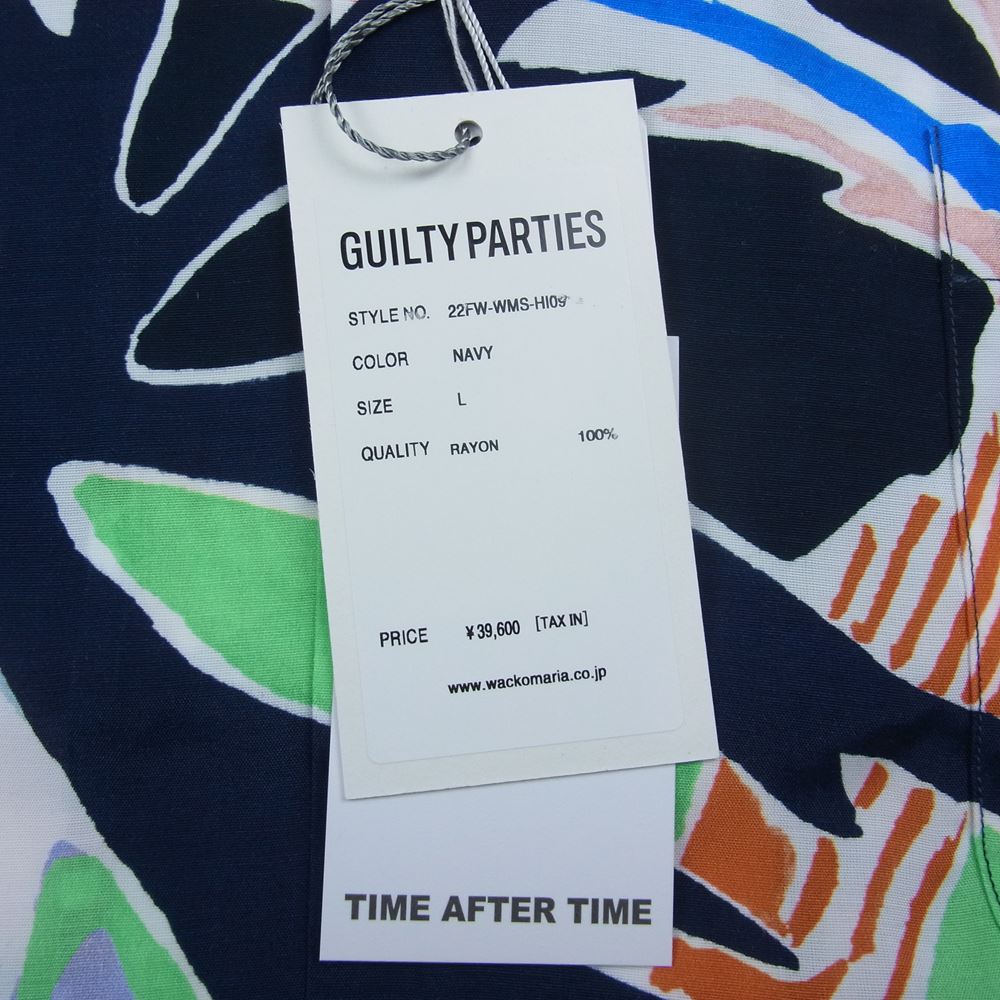 GUILTY PARTIES
STYLE NO. 22FW-WMS-HI09
COLOR NAVY
SIZE L
QUALITY RAYON 100%
PRICE ¥39,600 [TAX IN]
www.wackomaria.co.jp
TIME AFTER TIME